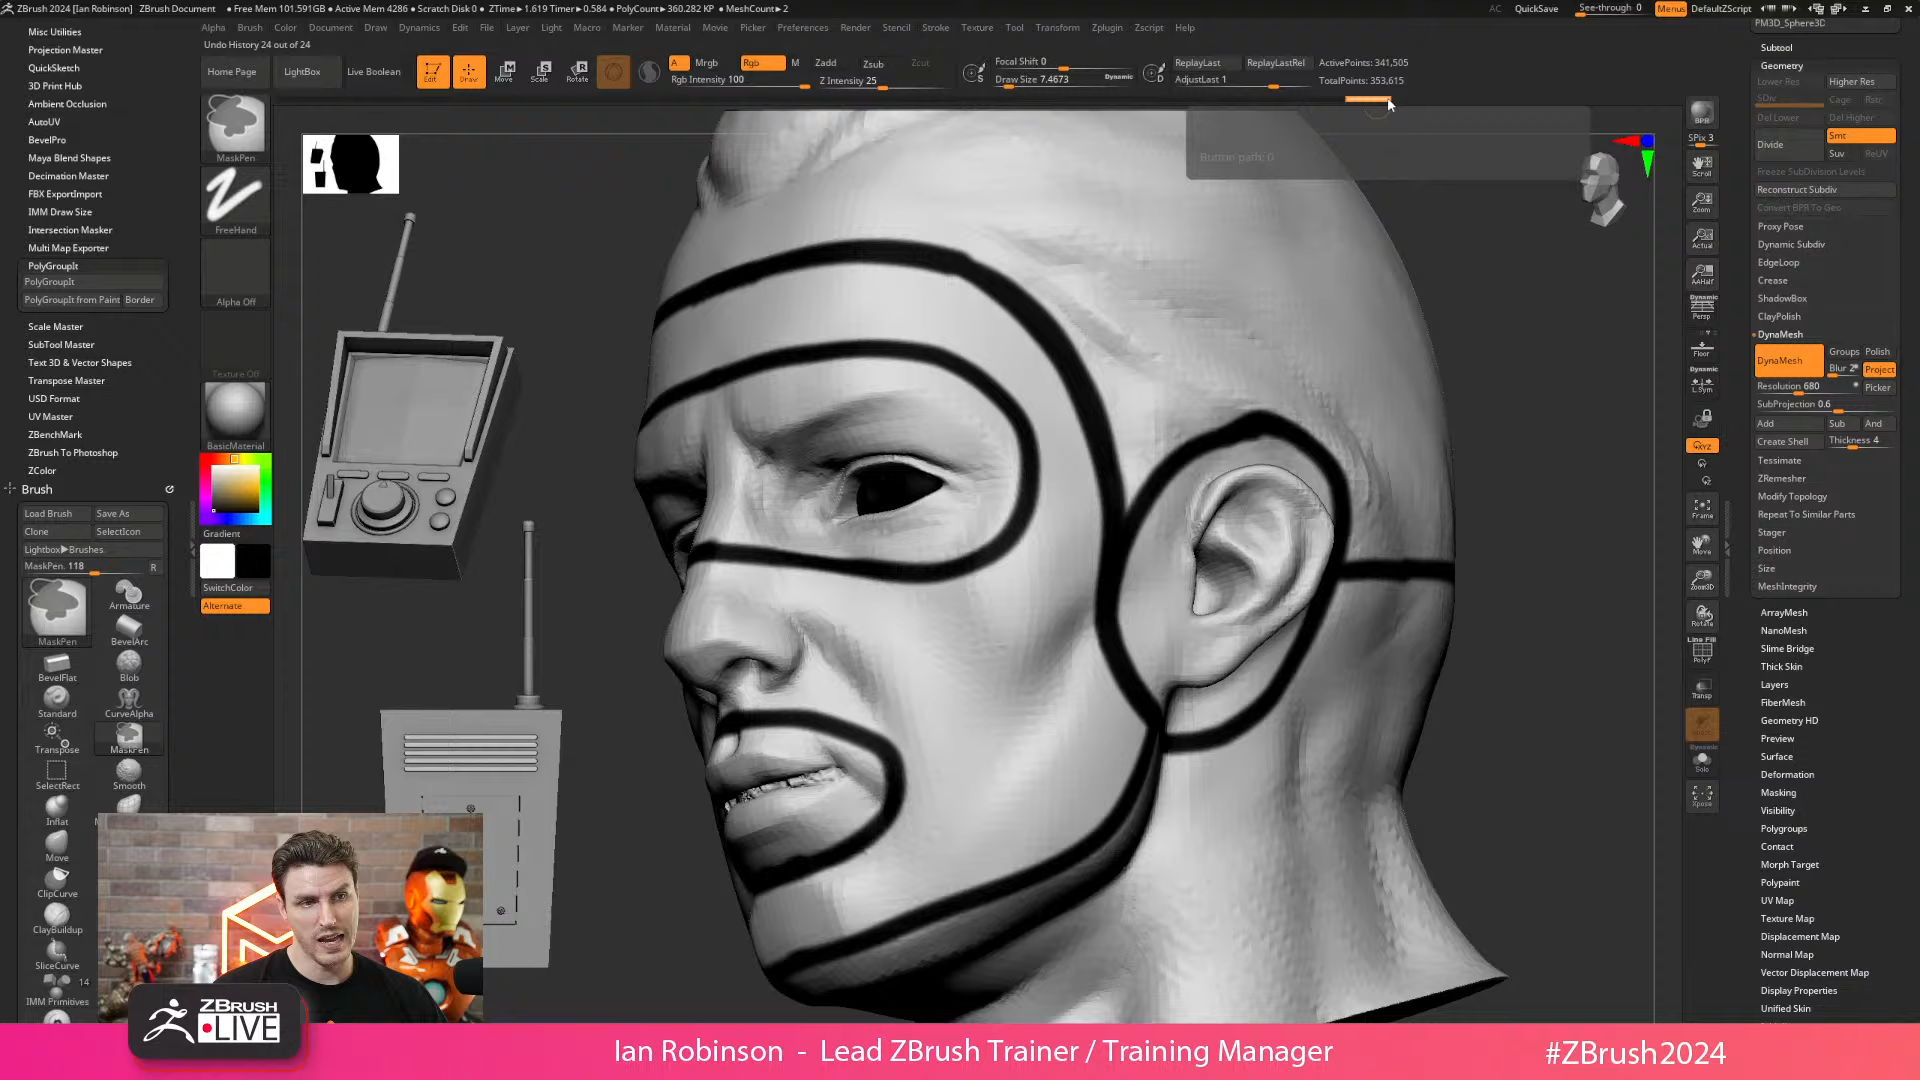 ZBrush 2024 [Ian Robinson] ZBrush Document ● Free Mem 101.591GB ● Active Mem 4286 ● Scratch Disk 0 ● ZTime▸1.619 Timer▸0.584 ● PolyCount▸360.282 KP ● MeshCount▸2 AC QuickSave See-through 0 Menus DefaultZScript
Alpha Brush Color Document Draw Dynamics Edit File Layer Light Macro Marker Material Movie Picker Preferences Render Stencil Stroke Texture Tool Transform Zplugin Zscript Help
Undo History 24 out of 24
Home Page LightBox Live Boolean Edit Draw Move Scale Rotate A Mrgb Rgb M Zadd Zsub Zcut
Rgb Intensity 100 Z Intensity 25
Focal Shift 0
Draw Size 7.4673 Dynamic
ReplayLast ReplayLastRel ActivePoints: 341,505
AdjustLast 1 TotalPoints: 353,615
Button path: 0
Misc Utilities
Projection Master
QuickSketch
3D Print Hub
Ambient Occlusion
AutoUV
BevelPro
Maya Blend Shapes
Decimation Master
FBX ExportImport
IMM Draw Size
Intersection Masker
Multi Map Exporter
PolyGroupIt
PolyGroupIt
PolyGroupIt from Paint Border
Scale Master
SubTool Master
Text 3D & Vector Shapes
Transpose Master
USD Format
UV Master
ZBenchMark
ZBrush To Photoshop
ZColor
Brush
Load Brush Save As
Clone SelectIcon
Lightbox▸Brushes
MaskPen. 118 R
MaskPen
Armature
BevelArc
BevelFlat
Blob
Standard
CurveAlpha
Transpose
MaskPen
SelectRect
Smooth
Inflat
Move
ClipCurve
ClayBuildup
SliceCurve
14
IMM Primitives
MaskPen
FreeHand
Alpha Off
Texture Off
BasicMaterial
Gradient
SwitchColor
Alternate
BPR
SPix 3
Scroll
Zoom
Actual
AAHalf
Dynamic
Persp
Floor
Dynamic
L.Sym
XYZ
Frame
Move
Zoom3D
Rotate
Line Fill
PolyF
Transp
Dynamic
Solo
Xpose
PM3D_Sphere3D
Subtool
Geometry
Lower Res Higher Res
SDiv Cage Rstr
Del Lower Del Higher
Divide Smt
Suv ReUV
Freeze SubDivision Levels
Reconstruct Subdiv
Convert BPR To Geo
Proxy Pose
Dynamic Subdiv
EdgeLoop
Crease
ShadowBox
ClayPolish
DynaMesh
DynaMesh Groups Polish
Blur 2 Project
Resolution 680 Picker
SubProjection 0.6
Add Sub And
Create Shell Thickness 4
Tessimate
ZRemesher
Modify Topology
Repeat To Similar Parts
Stager
Position
Size
MeshIntegrity
ArrayMesh
NanoMesh
Slime Bridge
Thick Skin
Layers
FiberMesh
Geometry HD
Preview
Surface
Deformation
Masking
Visibility
Polygroups
Contact
Morph Target
Polypaint
UV Map
Texture Map
Displacement Map
Normal Map
Vector Displacement Map
Display Properties
Unified Skin
ZBRUSH
LIVE
Ian Robinson - Lead ZBrush Trainer / Training Manager
#ZBrush2024